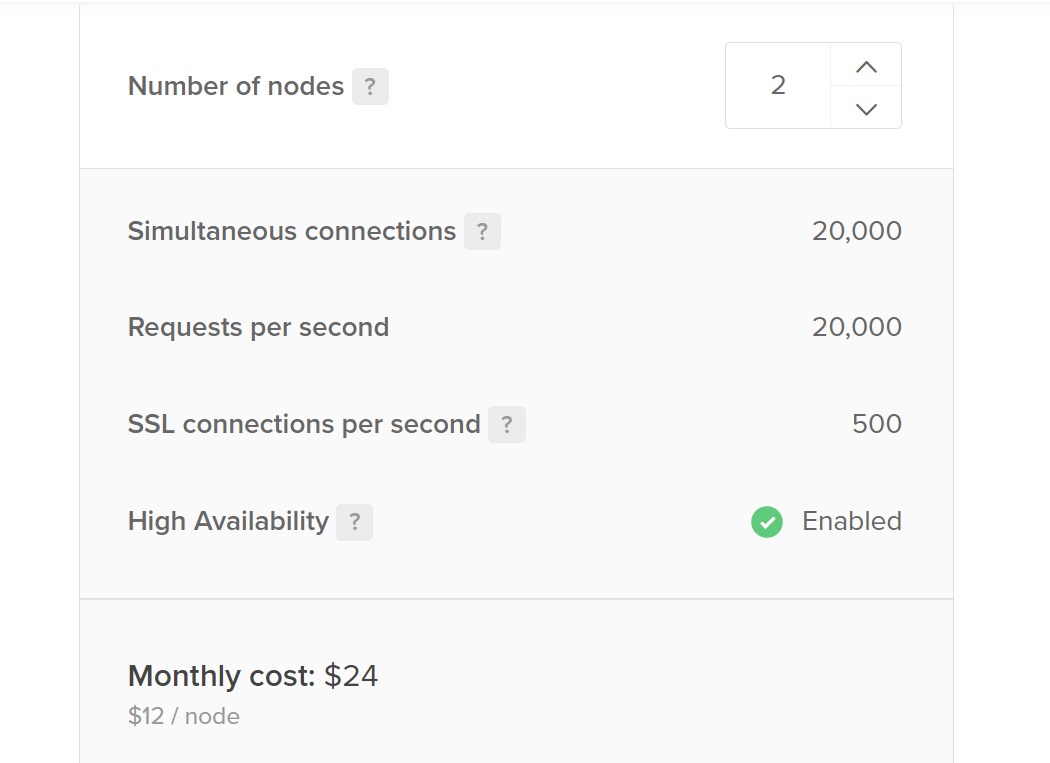 Number of nodes ? 2
Simultaneous connections ? 20,000
Requests per second 20,000
SSL connections per second ? 500
High Availability ? Enabled
Monthly cost: $24
$12 / node